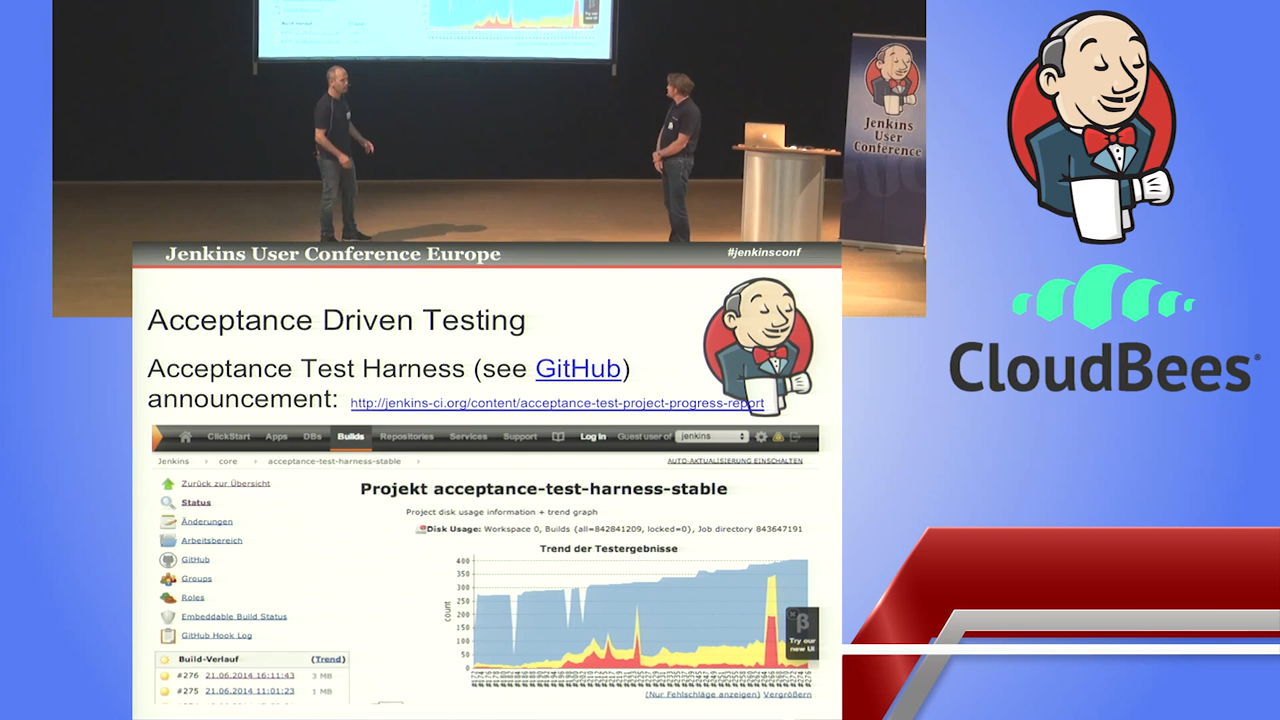 Jenkins
User
Conference
Jenkins User Conference Europe
#jenkinsconf
Acceptance Driven Testing
Acceptance Test Harness (see GitHub)
announcement: http://jenkins-ci.org/content/acceptance-test-project-progress-report
ClickStart Apps DBs Builds Repositories Services Support Log In Guest user of jenkins
Jenkins › core › acceptance-test-harness-stable ›
AUTO-AKTUALISIERUNG EINSCHALTEN
Zurück zur Übersicht
Status
Änderungen
Arbeitsbereich
GitHub
Groups
Roles
Embeddable Build Status
GitHub Hook Log
Build-Verlauf (Trend)
#276 21.06.2014 16:11:43 3 MB
#275 21.06.2014 11:01:23 1 MB
Projekt acceptance-test-harness-stable
Project disk usage information + trend graph
Disk Usage: Workspace 0, Builds {all=842841209, locked=0}, Job directory 843647191
Trend der Testergebnisse
count
400
350
300
250
200
150
100
50
0
β
Try our
new UI
(Nur Fehlschläge anzeigen) Vergrößern
CloudBees